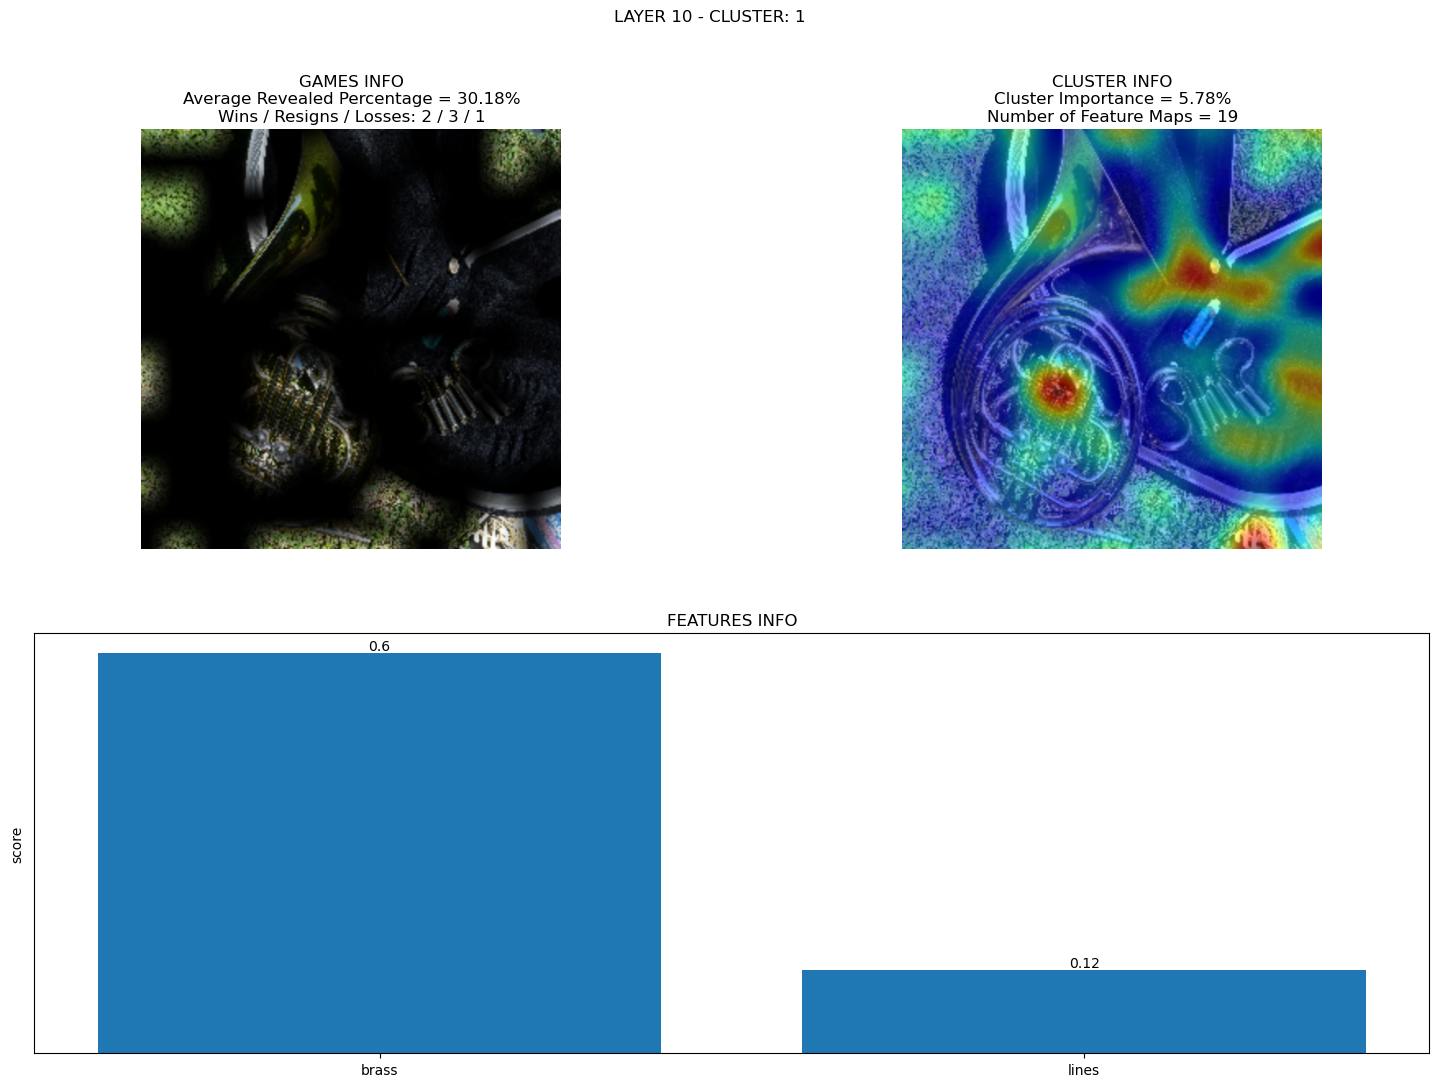 LAYER 10 - CLUSTER: 1
GAMES INFO
Average Revealed Percentage = 30.18%
Wins / Resigns / Losses: 2 / 3 / 1
CLUSTER INFO
Cluster Importance = 5.78%
Number of Feature Maps = 19
FEATURES INFO
score
0.6
0.12
brass
lines